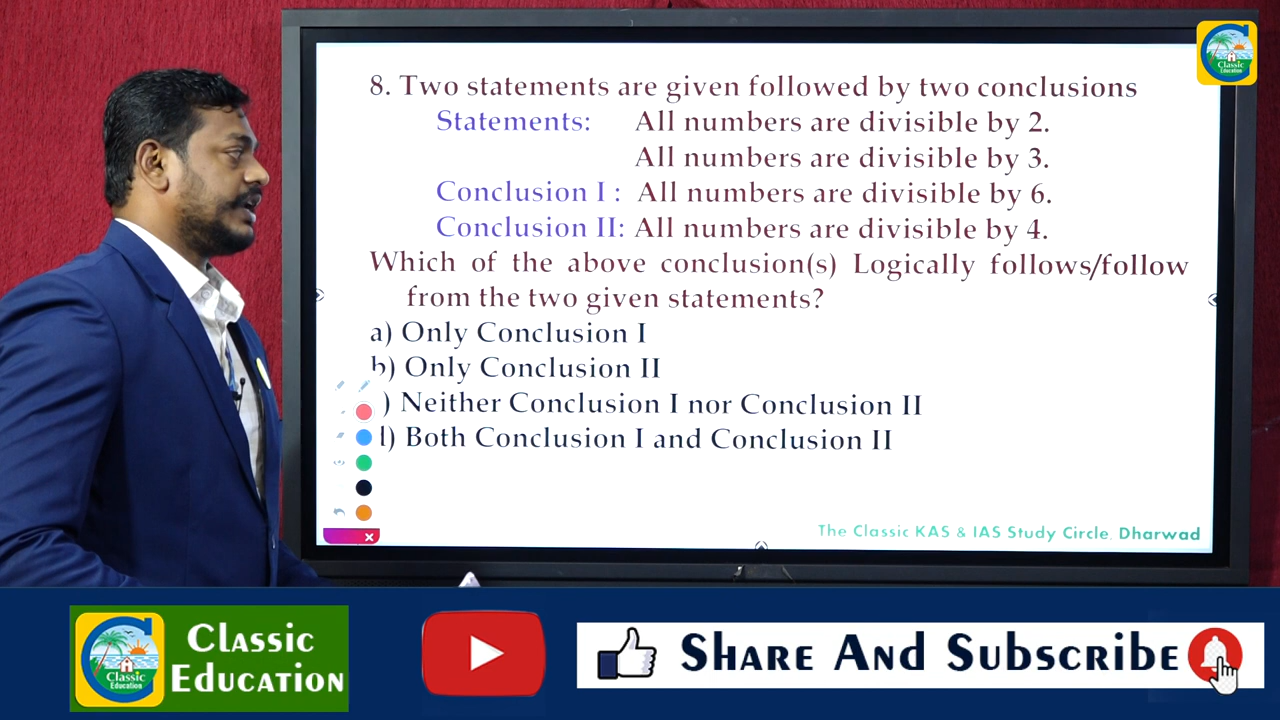 8. Two statements are given followed by two conclusions
Statements: All numbers are divisible by 2.
All numbers are divisible by 3.
Conclusion I : All numbers are divisible by 6.
Conclusion II: All numbers are divisible by 4.
Which of the above conclusion(s) Logically follows/follow
from the two given statements?
a) Only Conclusion I
b) Only Conclusion II
) Neither Conclusion I nor Conclusion II
d) Both Conclusion I and Conclusion II
The Classic KAS & IAS Study Circle, Dharwad
Classic
Education
Classic
Education
Classic
Education
Share And Subscribe